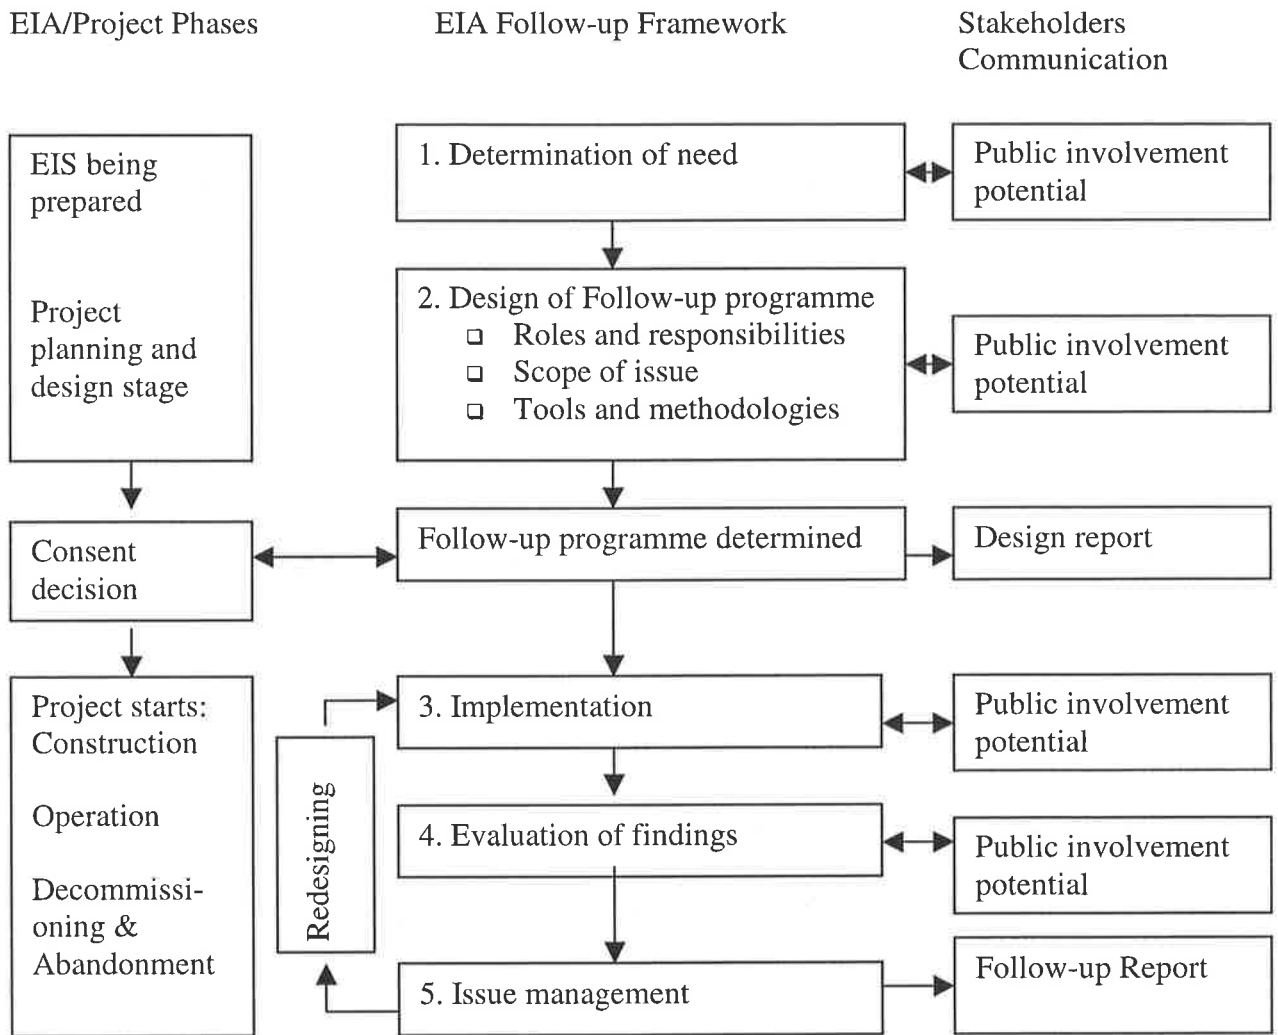 EIA/Project Phases
EIA Follow-up Framework
Stakeholders
Communication
EIS being
prepared
Project
planning and
design stage
1. Determination of need
Public involvement
potential
2. Design of Follow-up programme
Roles and responsibilities
Scope of issue
Tools and methodologies
Public involvement
potential
Consent
decision
Follow-up programme determined
Design report
Project starts:
Construction
Operation
Decommissi-
oning &
Abandonment
Redesigning
3. Implementation
Public involvement
potential
4. Evaluation of findings
Public involvement
potential
5. Issue management
Follow-up Report